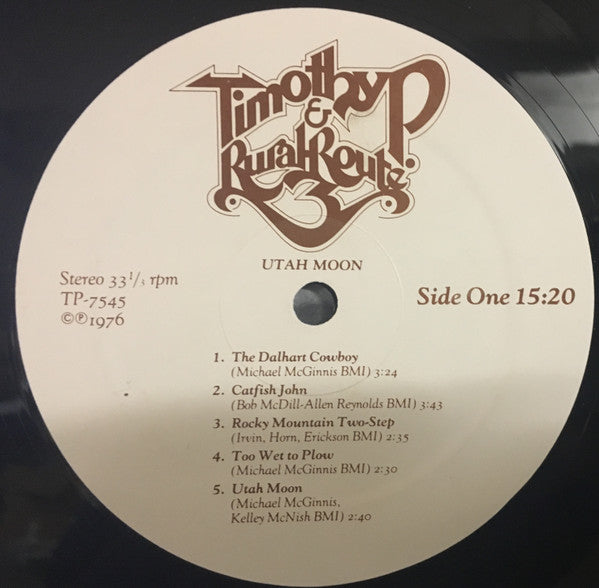 Timothy P
&
Rural Route
3
UTAH MOON
Stereo 33 1/3 rpm
TP-7545
©℗1976
Side One 15:20
1. The Dalhart Cowboy
(Michael McGinnis BMI) 3:24
2. Catfish John
(Bob McDill-Allen Reynolds BMI) 3:43
3. Rocky Mountain Two-Step
(Irvin, Horn, Erickson BMI) 2:35
4. Too Wet to Plow
(Michael McGinnis BMI) 2:30
5. Utah Moon
(Michael McGinnis,
Kelley McNish BMI) 2:40